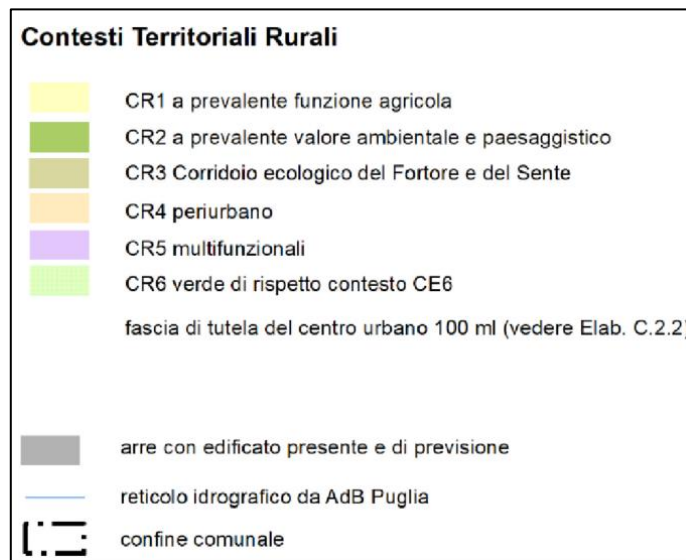 Contesti Territoriali Rurali
CR1 a prevalente funzione agricola
CR2 a prevalente valore ambientale e paesaggistico
CR3 Corridoio ecologico del Fortore e del Sente
CR4 periurbano
CR5 multifunzionali
CR6 verde di rispetto contesto CE6
fascia di tutela del centro urbano 100 ml (vedere Elab. C.2.2)
arre con edificato presente e di previsione
reticolo idrografico da AdB Puglia
confine comunale